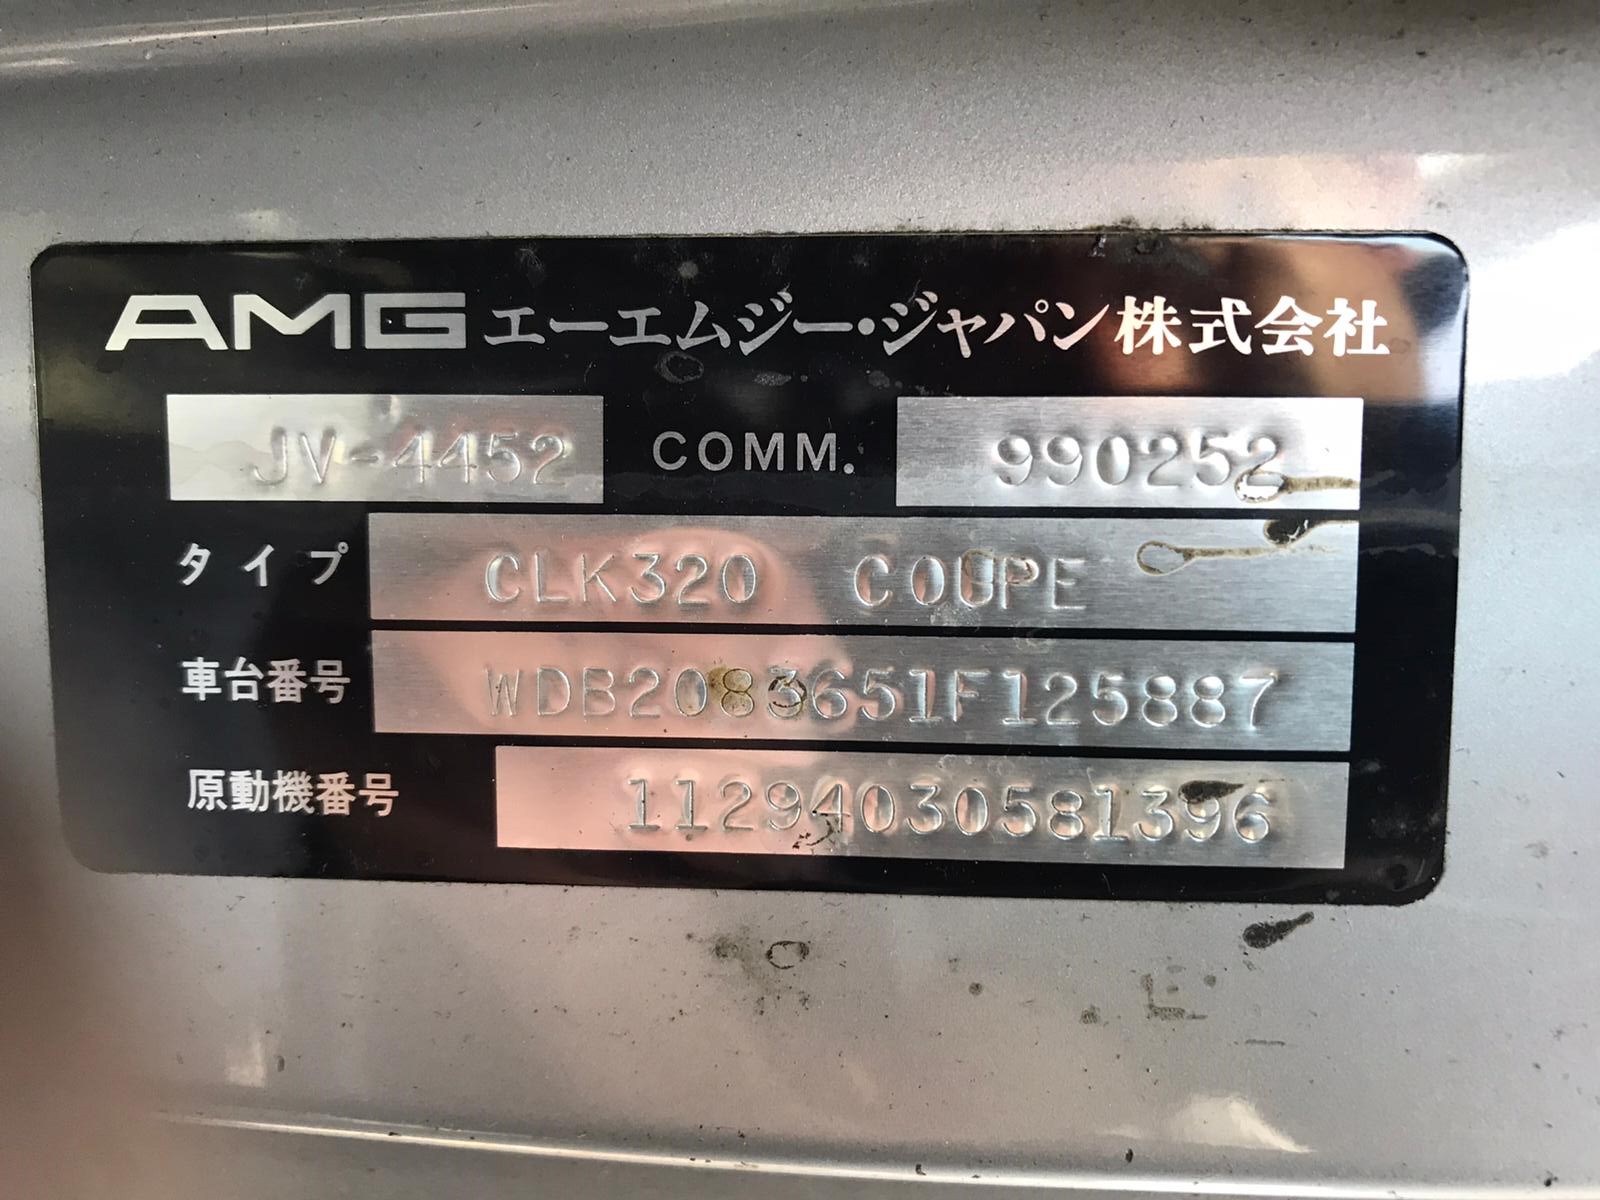 AMG エーエムジー・ジャパン株式会社
JV-4452 COMM. 990252
タイプ CLK320 COUPE
車台番号 WDB2083651F125887
原動機番号 11294030581396